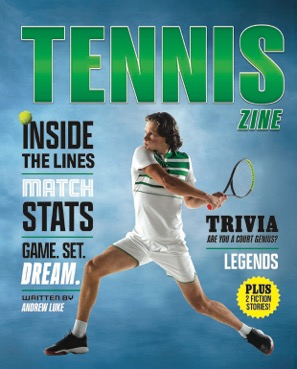 TENNIS
ZINE
INSIDE
THE LINES
MATCH
STATS
GAME. SET.
DREAM.
WRITTEN BY
ANDREW LUKE
TRIVIA
ARE YOU A COURT GENIUS?
LEGENDS
PLUS
2 FICTION
STORIES!